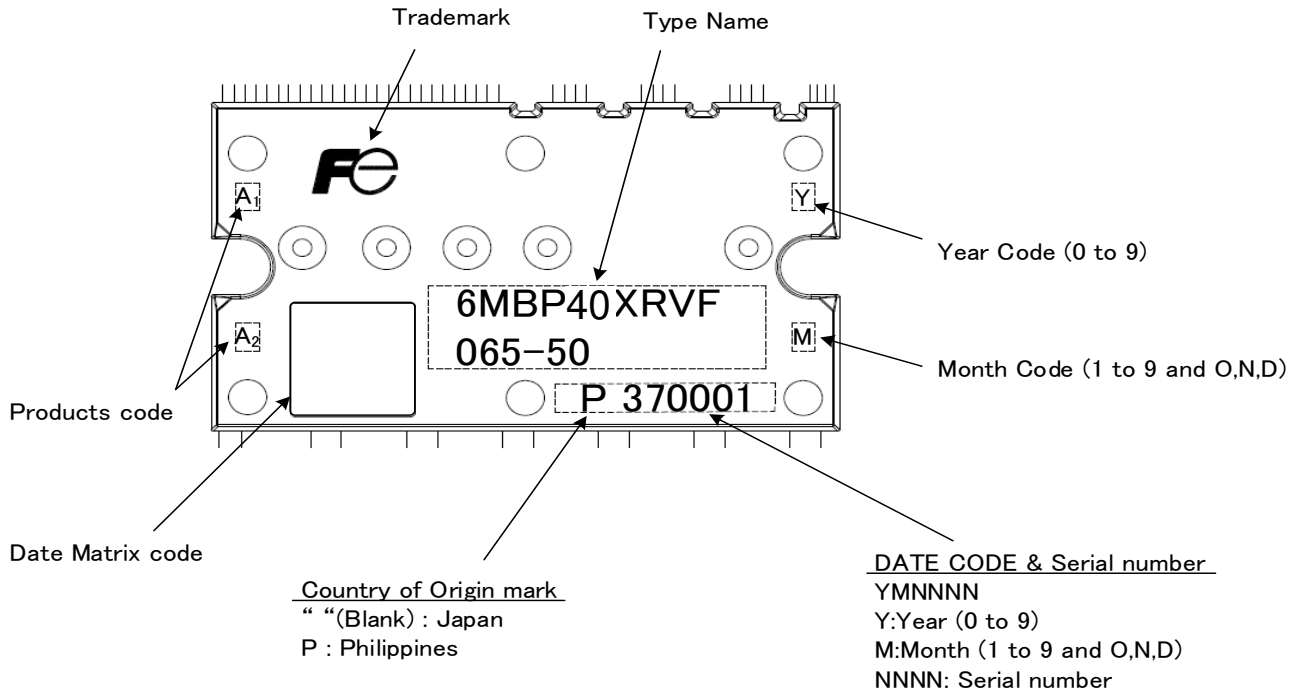 Trademark
Type Name
Fe
A1
Y
Year Code (0 to 9)
6MBP40XRVF
065-50
A2
M
Month Code (1 to 9 and O,N,D)
P 370001
Products code
Date Matrix code
Country of Origin mark
“ “(Blank) : Japan
P : Philippines
DATE CODE & Serial number
YMNNNN
Y:Year (0 to 9)
M:Month (1 to 9 and O,N,D)
NNNN: Serial number